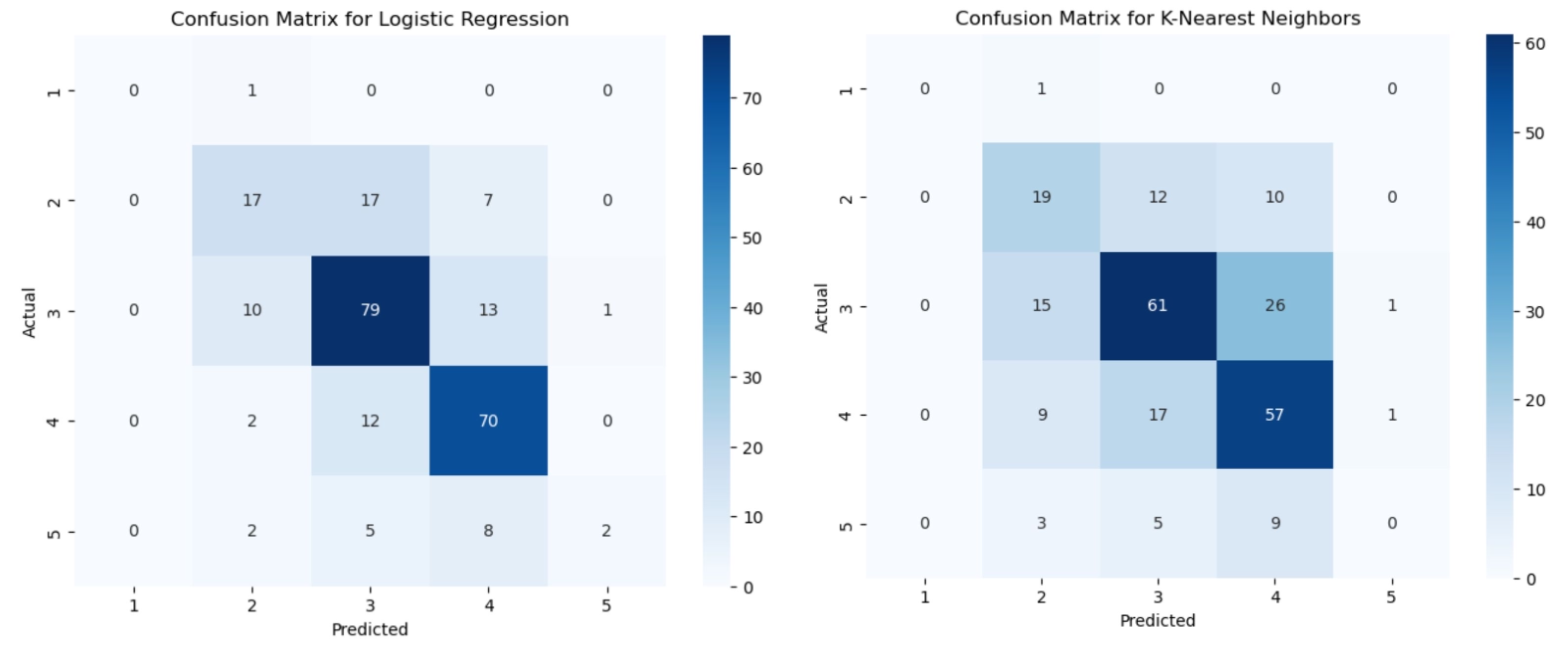 Confusion Matrix for Logistic Regression
1 0 1 0 0 0
2 0 17 17 7 0
3 0 10 79 13 1
4 0 2 12 70 0
5 0 2 5 8 2
1 2 3 4 5
Actual
Predicted
70
60
50
40
30
20
10
0
Confusion Matrix for K-Nearest Neighbors
1 0 1 0 0 0
2 0 19 12 10 0
3 0 15 61 26 1
4 0 9 17 57 1
5 0 3 5 9 0
1 2 3 4 5
Actual
Predicted
60
50
40
30
20
10
0